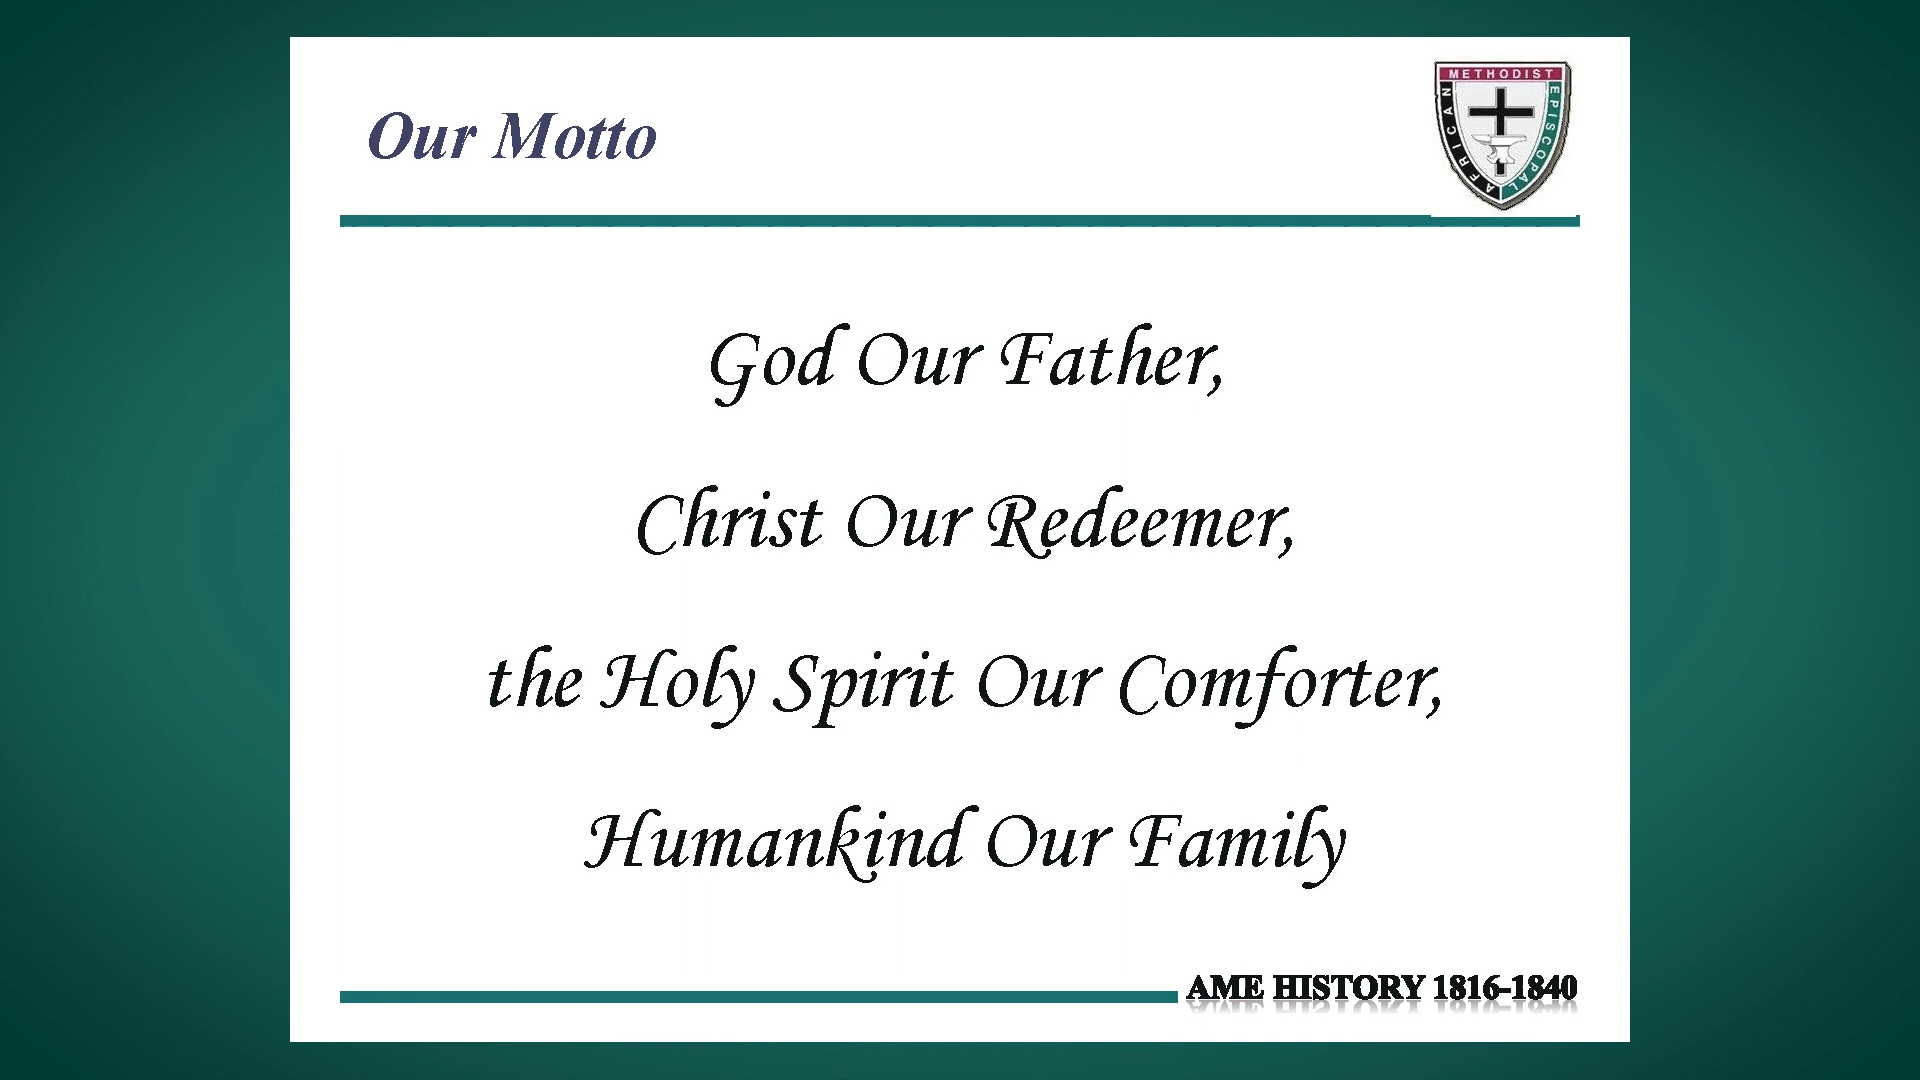 Our Motto
AFRICAN METHODIST EPISCOPAL
God Our Father,
Christ Our Redeemer,
the Holy Spirit Our Comforter,
Humankind Our Family
AME HISTORY 1816-1840